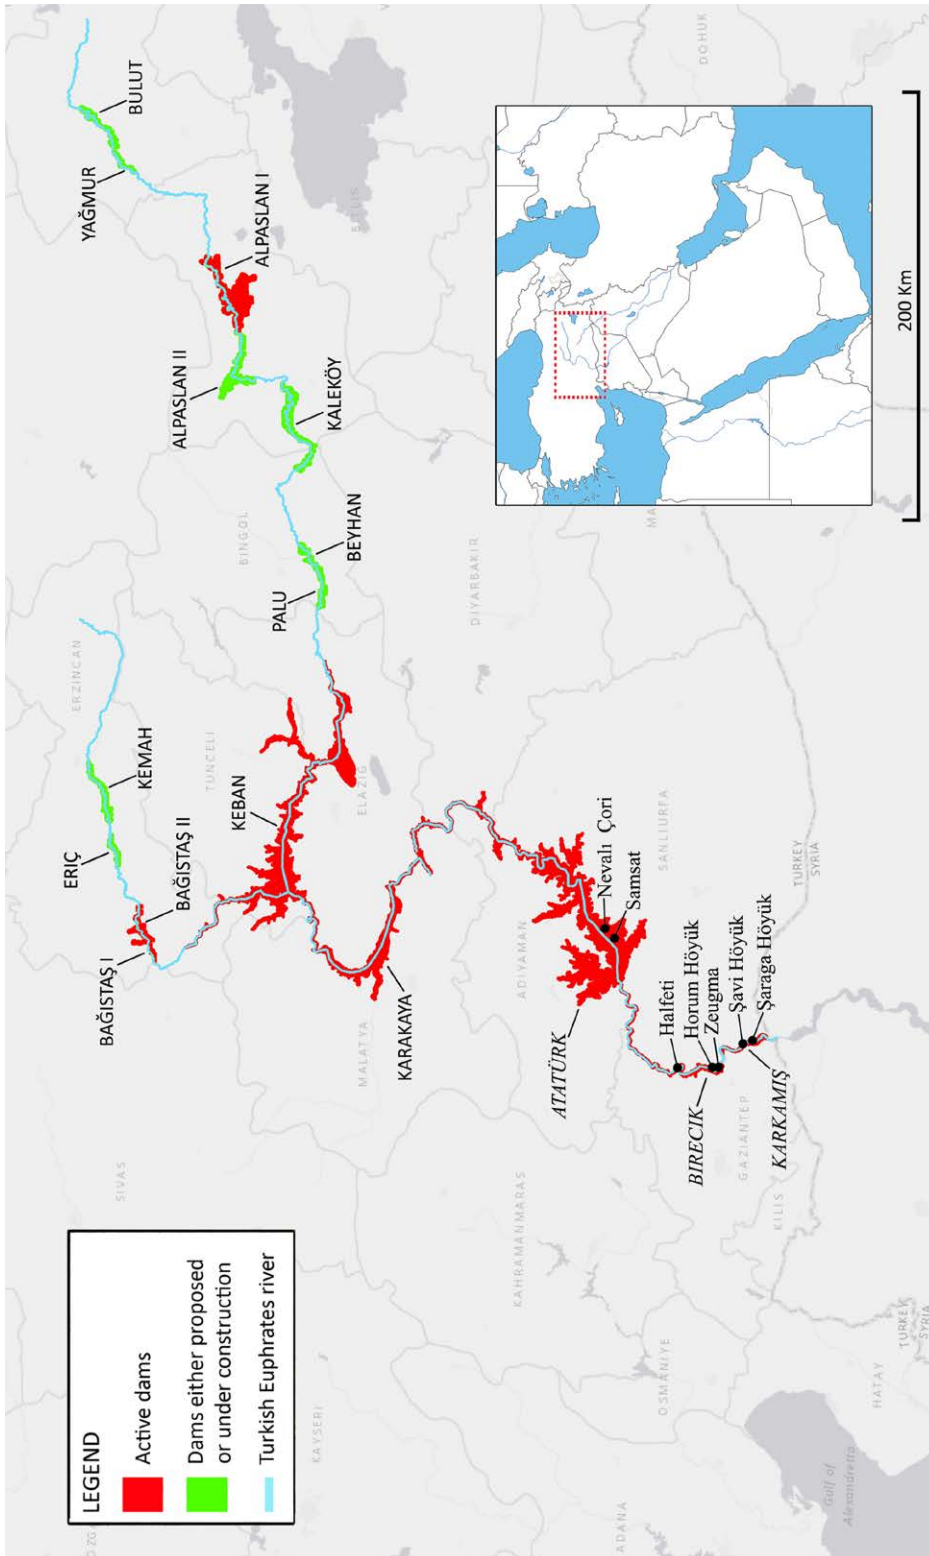 LEGEND
Active dams
Dams either proposed
or under construction
Turkish Euphrates river
SIVAS
KAYSERI
ERZINCAN
ERIÇ
KEMAH
BAĞISTAŞ I
BAĞISTAŞ II
TUNCELI
KEBAN
BINGOL
PALU
BEYHAN
ALPASLAN II
KALEKÖY
YAĞMUR
BULUT
ALPASLAN I
BITLIS
DOHUK
MALATYA
KARAKAYA
ELAZIĞ
DIYARBAKIR
ADIYAMAN
ATATÜRK
Nevalı Çori
Samsat
SANLIURFA
KAHRAMANMARAS
Halfeti
Horum Höyük
Zeugma
BIRECIK
Şavi Höyük
Şaraga Höyük
GAZIANTEP
KARKAMIŞ
KILIS
OSMANIYE
ADANA
HATAY
Gulf of
Alexandretta
TURKEY
SYRIA
TURKEY
SYRIA
200 Km